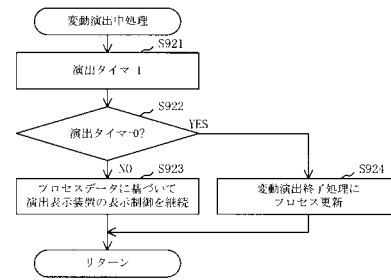 変動演出中処理
S921
演出タイマ-1
S922
演出タイマ=0?
YES
NO
S923
プロセスデータに基づいて
演出表示装置の表示制御を継続
S924
変動演出終了処理に
プロセス更新
リターン